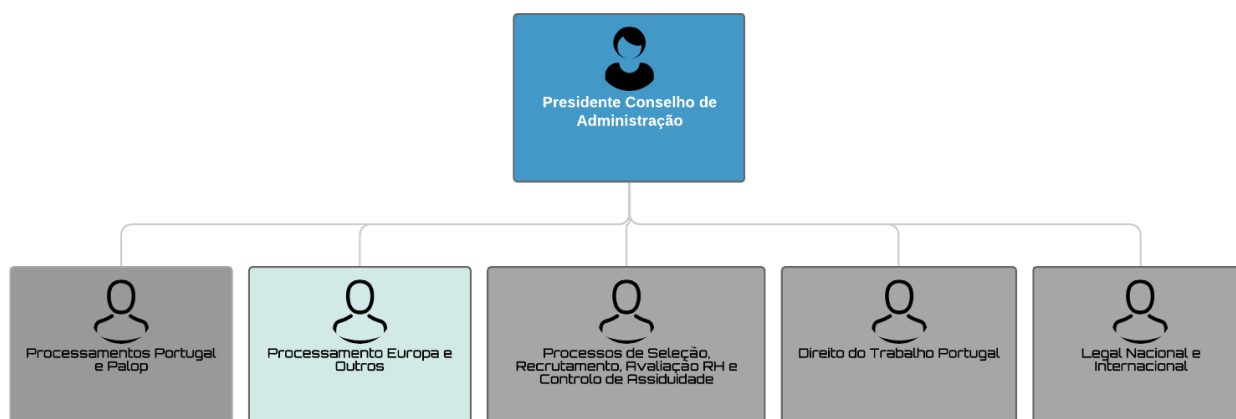 Presidente Conselho de
Administração
Processamentos Portugal
e Palop
Processamento Europa e
Outros
Processos de Seleção,
Recrutamento, Avaliação RH e
Controlo de Assiduidade
Direito do Trabalho Portugal
Legal Nacional e
Internacional